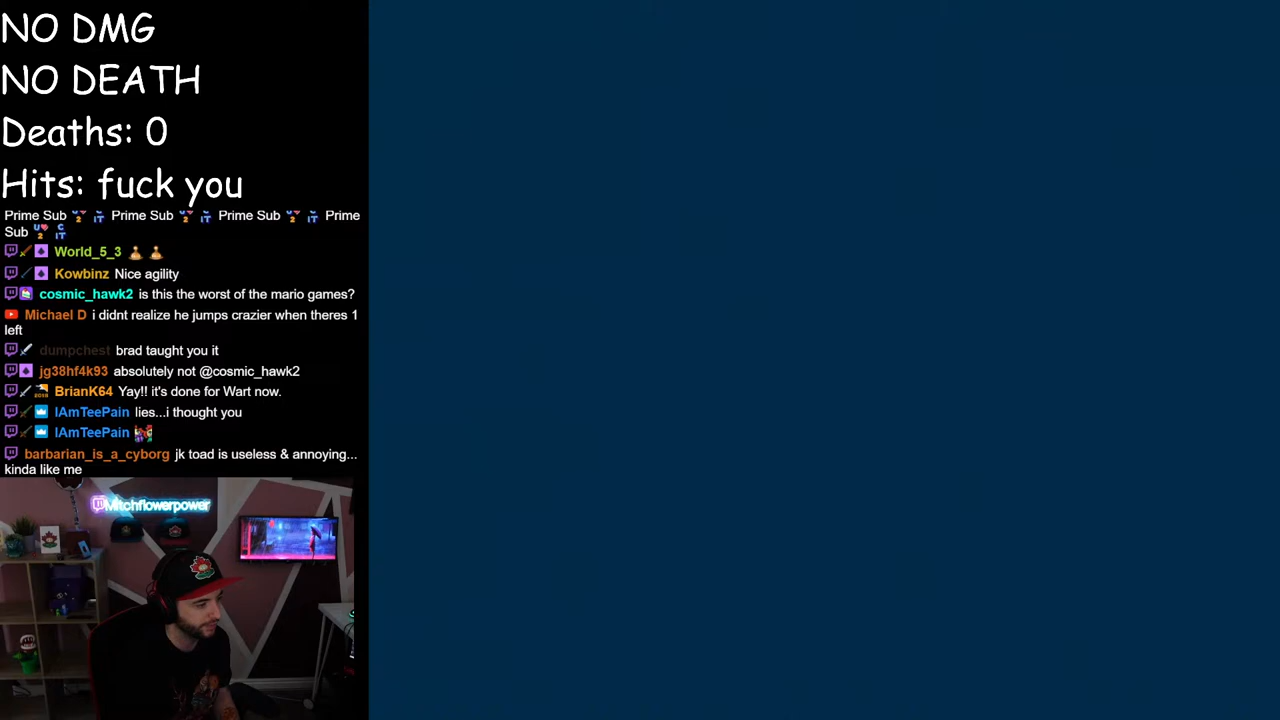 NO DMG
NO DEATH
Deaths: 0
Hits: fuck you
Prime Sub Prime Sub Prime Sub Prime
Sub
World_5_3
Kowbinz Nice agility
cosmic_hawk2 is this the worst of the mario games?
Michael D i didnt realize he jumps crazier when theres 1
left
dumpchest brad taught you it
jg38hf4k93 absolutely not @cosmic_hawk2
BrianK64 Yay!! it's done for Wart now.
IAmTeePain lies...i thought you
IAmTeePain
barbarian_is_a_cyborg jk toad is useless & annoying...
kinda like me
Mitchflowerpower